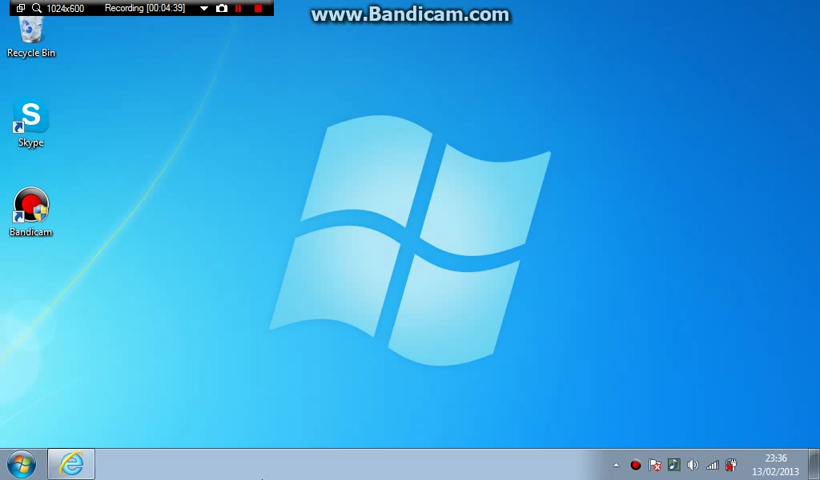 1024x600 Recording [00:04:39]
www.Bandicam.com
Recycle Bin
S
Skype
Bandicam
23:36
13/02/2013